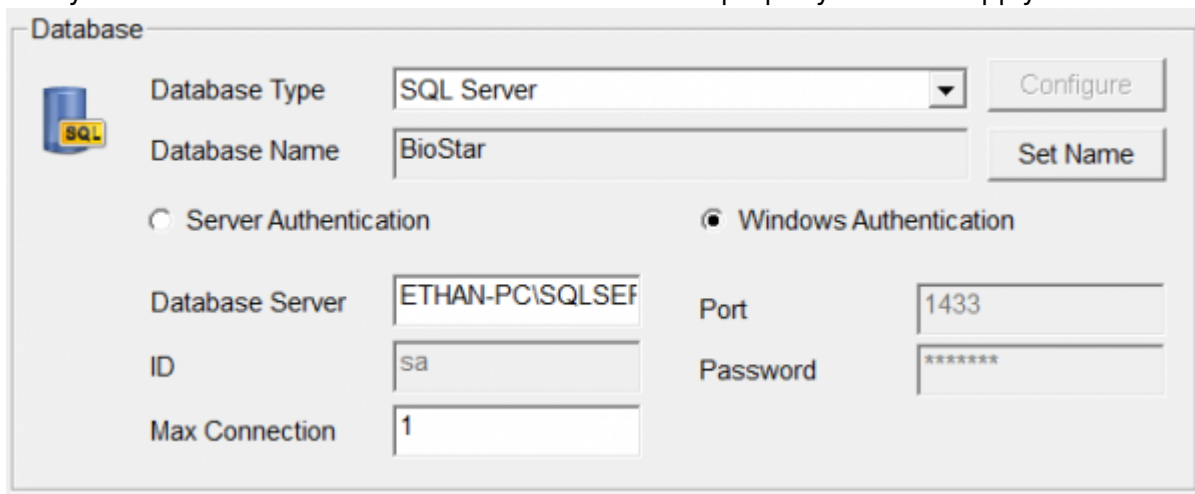 Database
Database Type SQL Server Configure
SQL
Database Name BioStar Set Name
Server Authentication Windows Authentication
Database Server ETHAN-PC\SQLSER Port 1433
ID sa Password *******
Max Connection 1